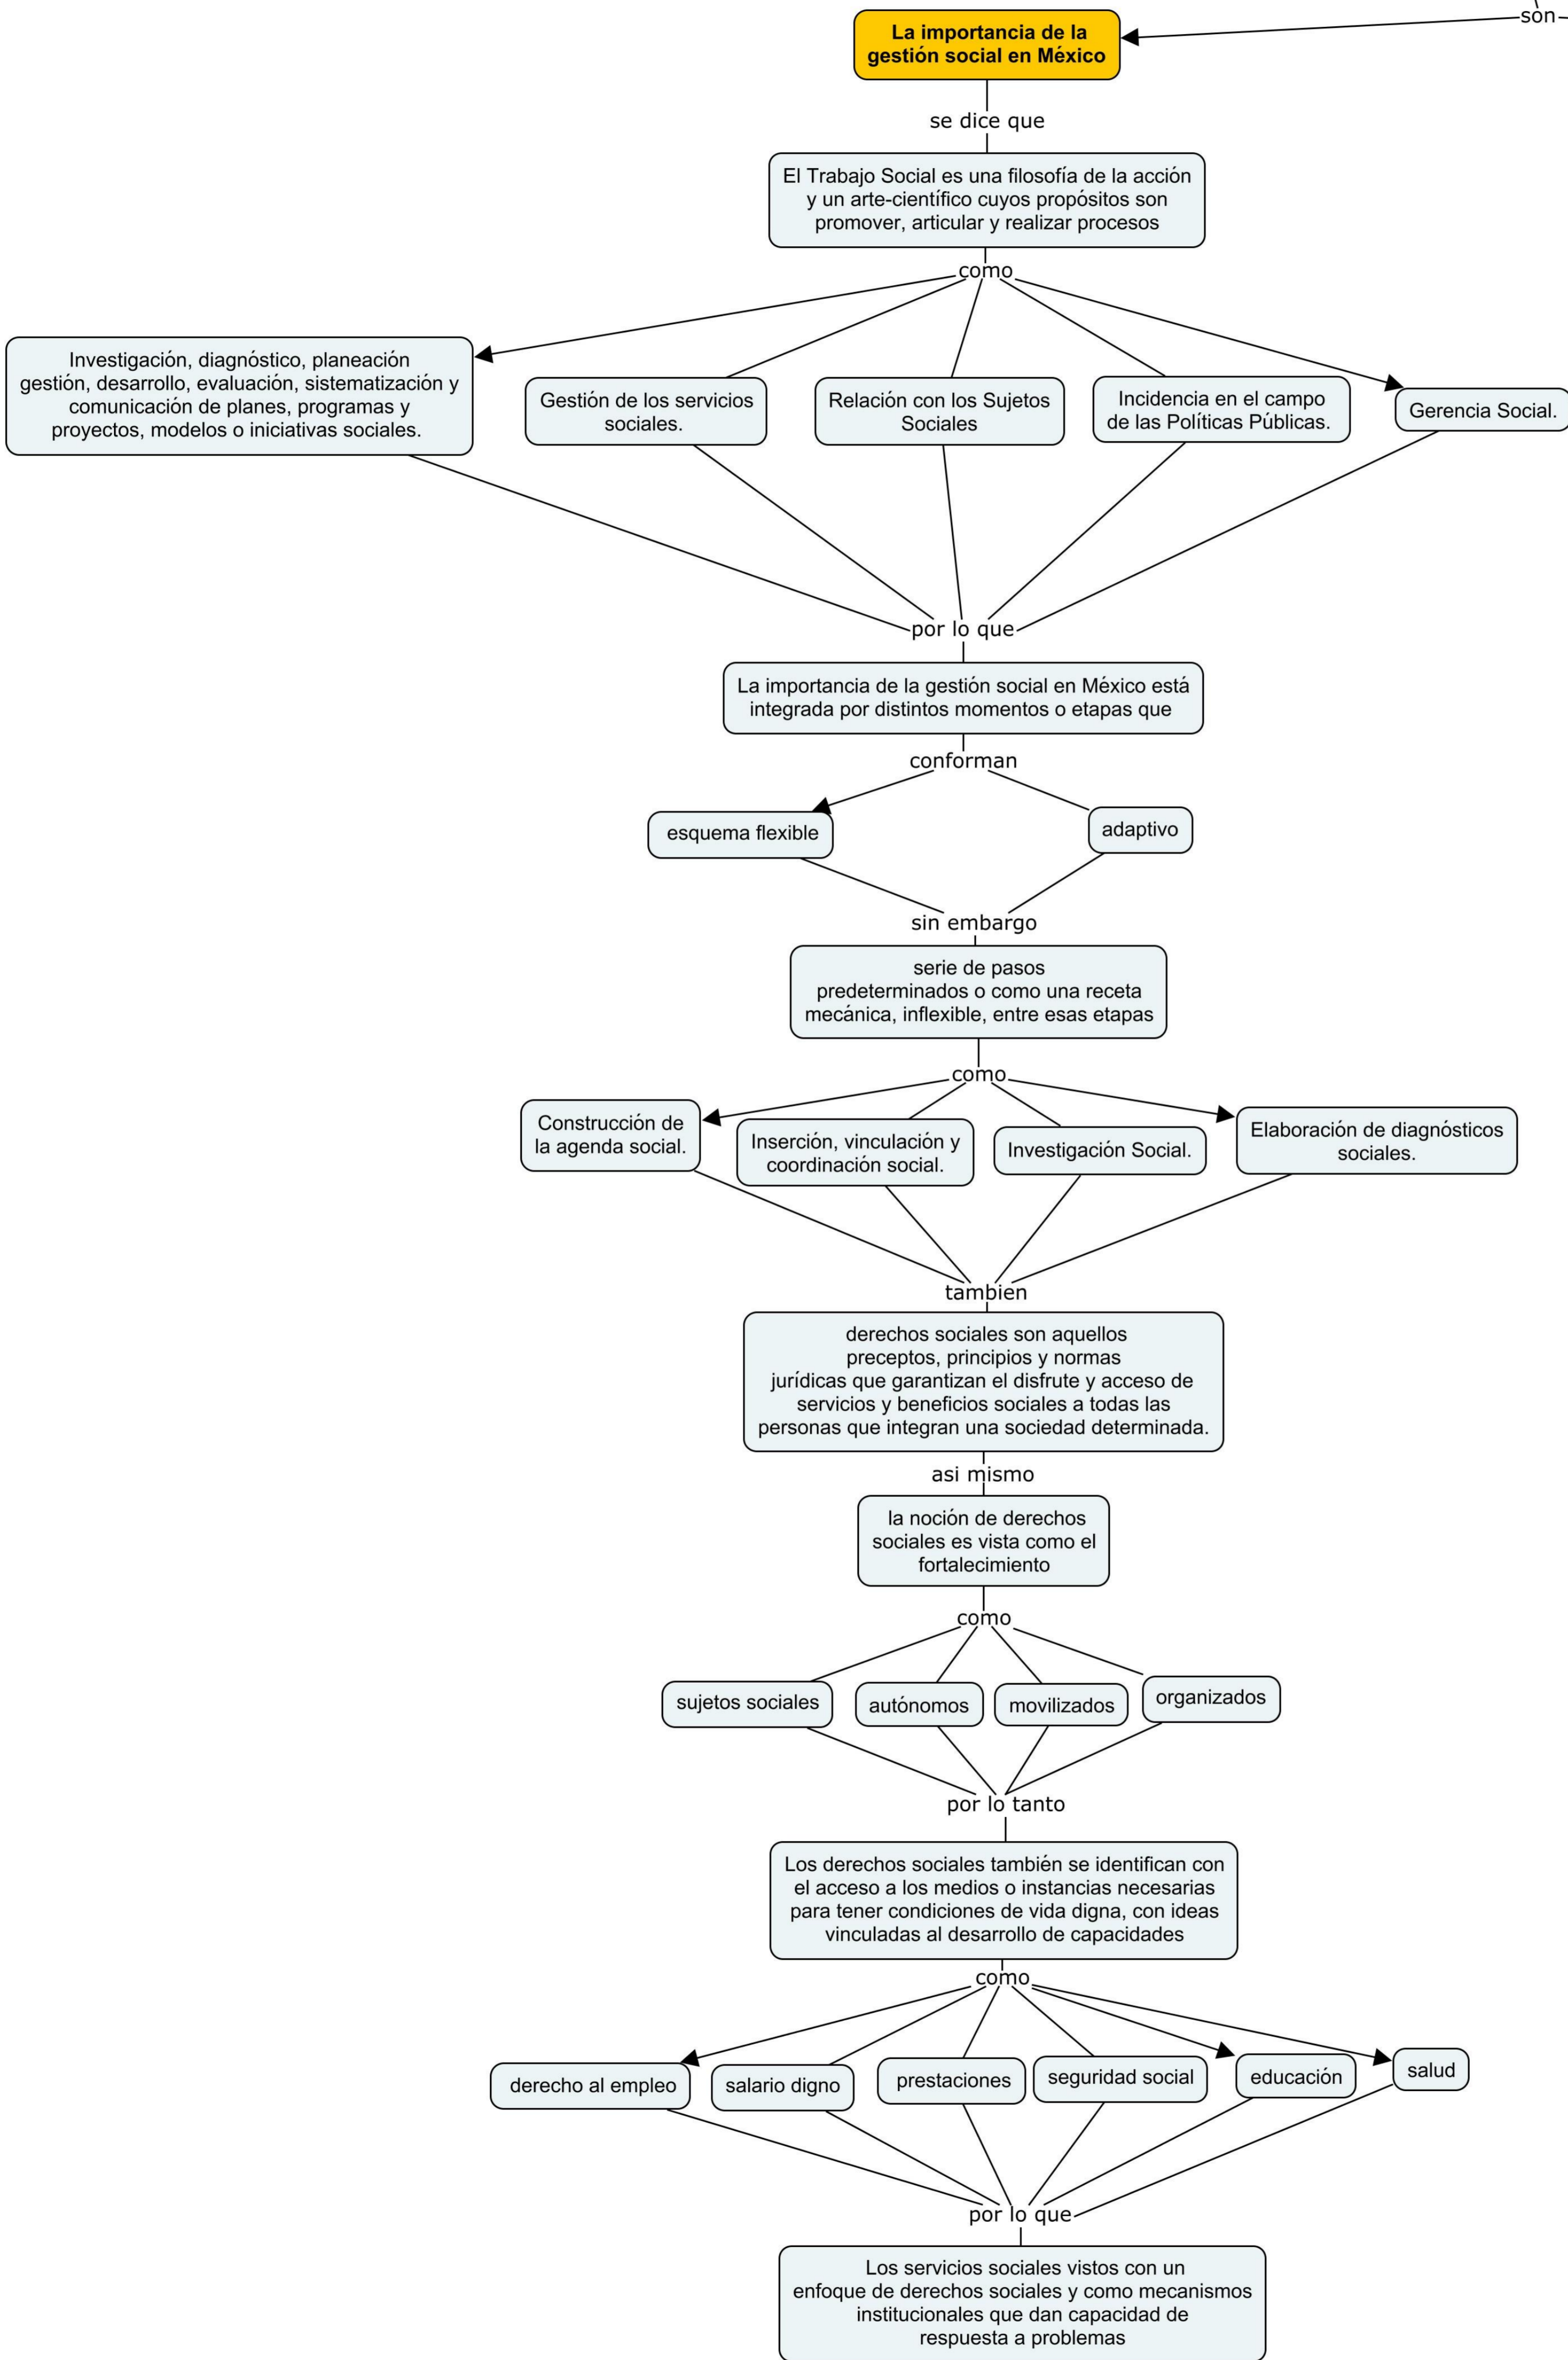 son
La importancia de la
gestión social en México
se dice que
El Trabajo Social es una filosofía de la acción
y un arte-científico cuyos propósitos son
promover, articular y realizar procesos
como
Investigación, diagnóstico, planeación
gestión, desarrollo, evaluación, sistematización y
comunicación de planes, programas y
proyectos, modelos o iniciativas sociales.
Gestión de los servicios
sociales.
Relación con los Sujetos
Sociales
Incidencia en el campo
de las Políticas Públicas.
Gerencia Social.
por lo que
La importancia de la gestión social en México está
integrada por distintos momentos o etapas que
conforman
esquema flexible
adaptivo
sin embargo
serie de pasos
predeterminados o como una receta
mecánica, inflexible, entre esas etapas
como
Construcción de
la agenda social.
Inserción, vinculación y
coordinación social.
Investigación Social.
Elaboración de diagnósticos
sociales.
tambien
derechos sociales son aquellos
preceptos, principios y normas
jurídicas que garantizan el disfrute y acceso de
servicios y beneficios sociales a todas las
personas que integran una sociedad determinada.
asi mismo
la noción de derechos
sociales es vista como el
fortalecimiento
como
sujetos sociales
autónomos
movilizados
organizados
por lo tanto
Los derechos sociales también se identifican con
el acceso a los medios o instancias necesarias
para tener condiciones de vida digna, con ideas
vinculadas al desarrollo de capacidades
como
derecho al empleo
salario digno
prestaciones
seguridad social
educación
salud
por lo que
Los servicios sociales vistos con un
enfoque de derechos sociales y como mecanismos
institucionales que dan capacidad de
respuesta a problemas